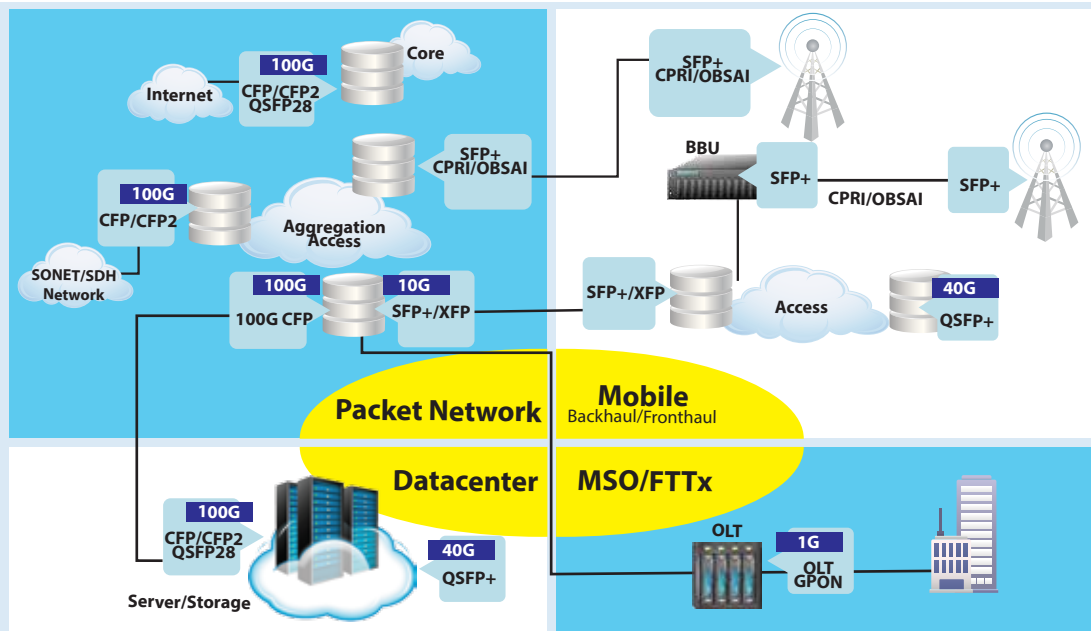 100G
Core
CFP/CFP2
QSFP28
Internet
SFP+
CPRI/OBSAI
100G
CFP/CFP2
Aggregation
Access
SONET/SDH
Network
100G
100G CFP
10G
SFP+/XFP
Packet Network
SFP+
CPRI/OBSAI
BBU
SFP+
CPRI/OBSAI
SFP+
SFP+/XFP
Access
40G
QSFP+
Mobile
Backhaul/Fronthaul
Datacenter
100G
CFP/CFP2
QSFP28
40G
QSFP+
Server/Storage
MSO/FTTx
OLT
1G
OLT
GPON